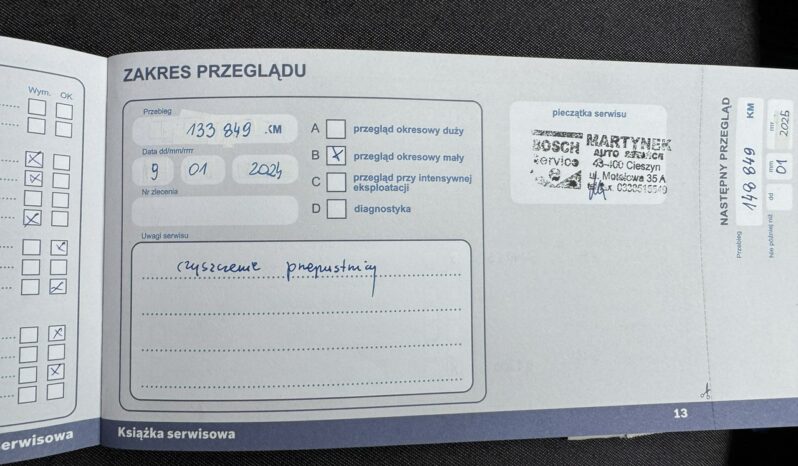 Wym. OK
ZAKRES PRZEGLĄDU
Przebieg
133 849 KM
Data dd/mm/rrrr
9 01 2024
Nr zlecenia
A przegląd okresowy duży
B przegląd okresowy mały
C przegląd przy intensywnej
eksploatacji
D diagnostyka
pieczątka serwisu
BOSCH
Service
MARTYNEK
AUTO SERWICE
43-400 Cieszyn
ul. Motelowa 35 A
Uwagi serwisu
czyszczenie przepustnicy
NASTĘPNY PRZEGLĄD
Przebieg
148 849 KM
Nie później niż
dd
mm
01
rrrr
2025
13
serwisowa
Książka serwisowa